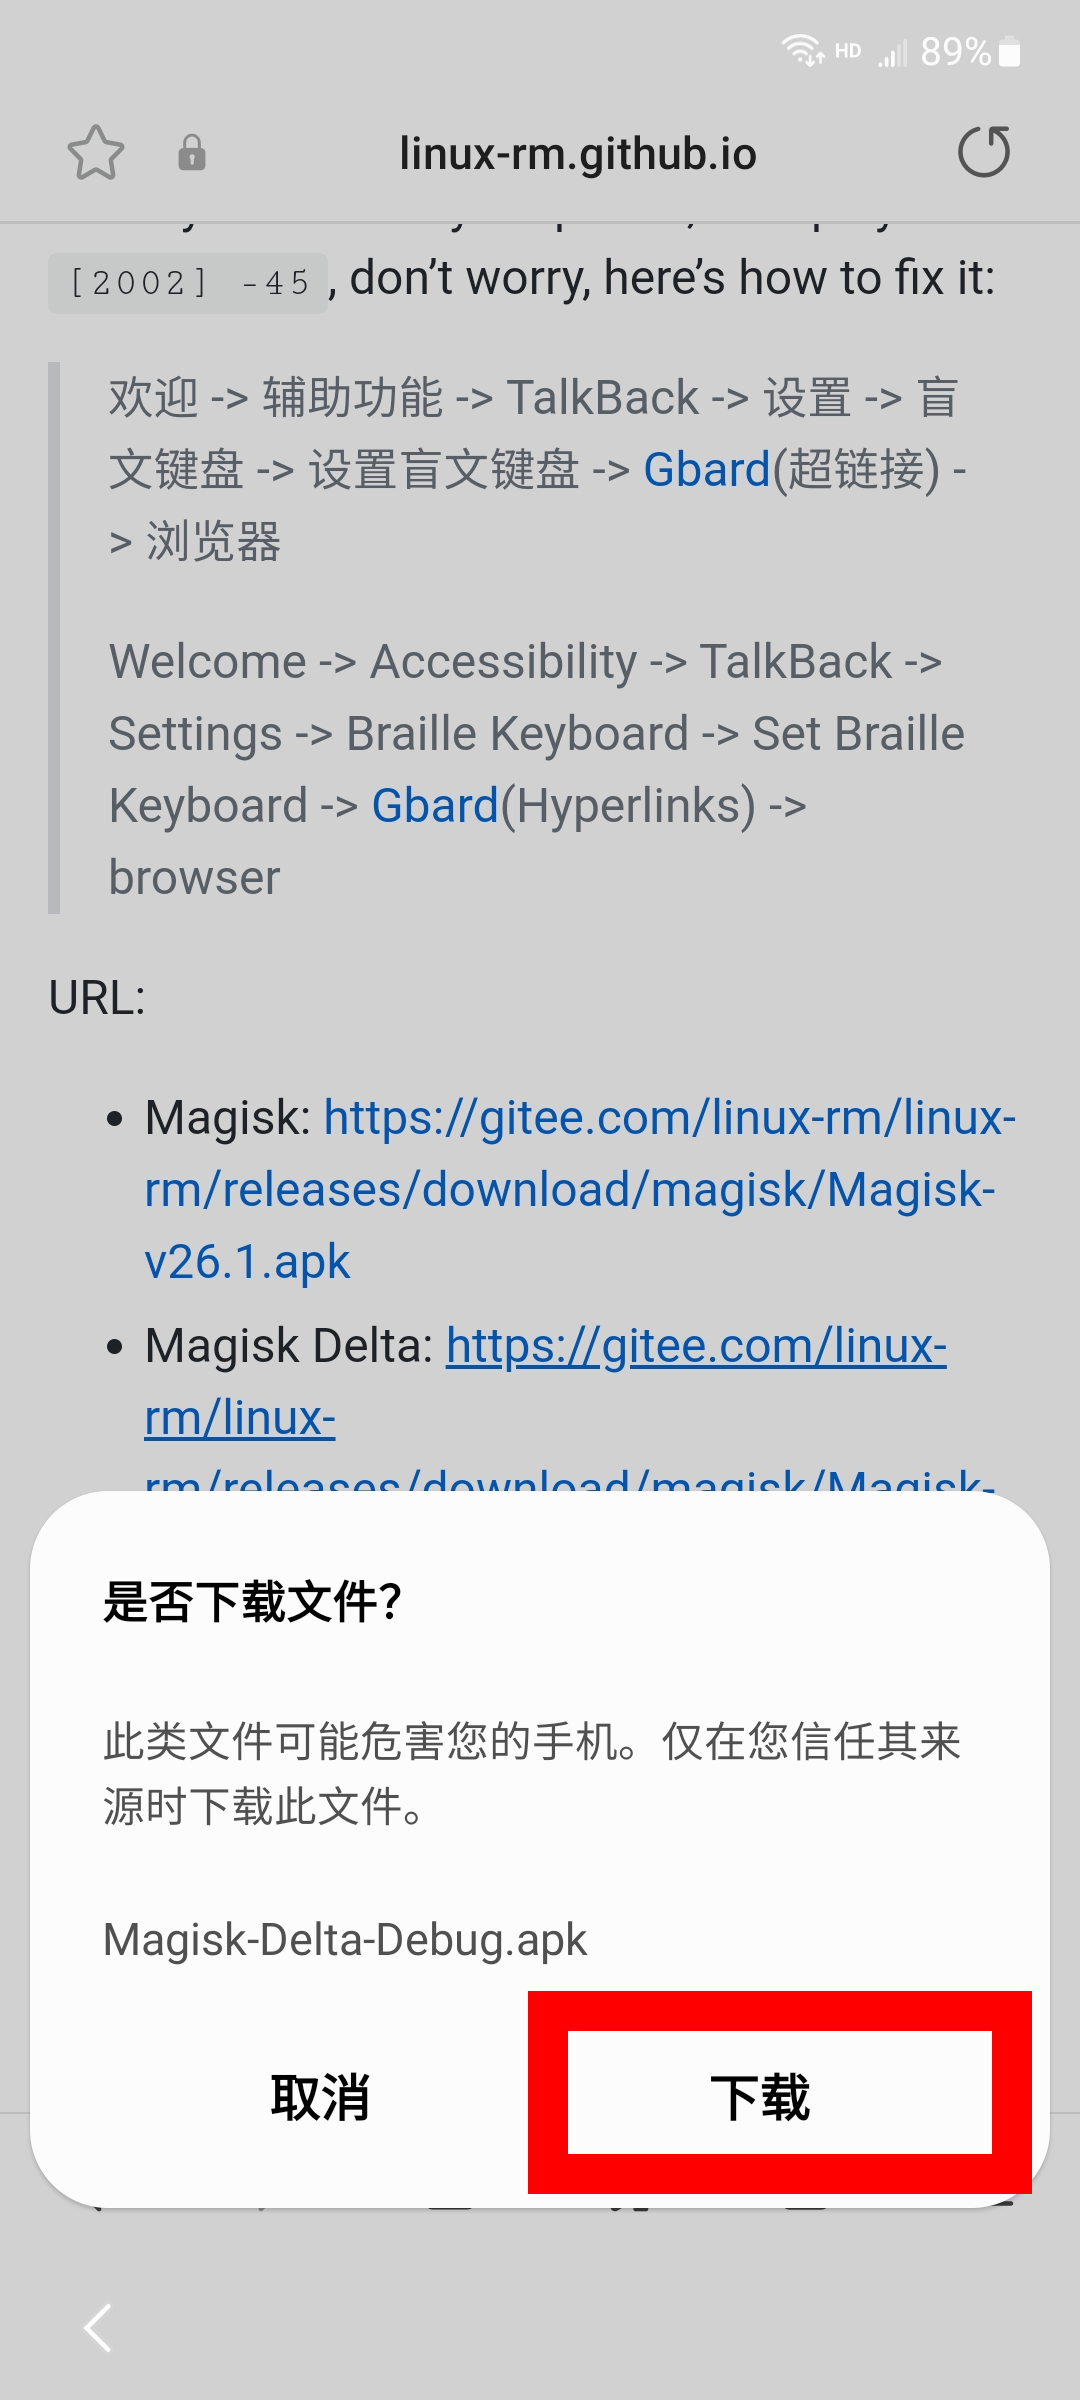 HD 89%
linux-rm.github.io
[2002] -45, don’t worry, here’s how to fix it:
欢迎 -> 辅助功能 -> TalkBack -> 设置 -> 盲
文键盘 -> 设置盲文键盘 -> Gbard(超链接) -
> 浏览器
Welcome -> Accessibility -> TalkBack ->
Settings -> Braille Keyboard -> Set Braille
Keyboard -> Gbard(Hyperlinks) ->
browser
URL:
• Magisk: https://gitee.com/linux-rm/linux-
rm/releases/download/magisk/Magisk-
v26.1.apk
• Magisk Delta: https://gitee.com/linux-
rm/linux-
rm/releases/download/magisk/Magisk-
是否下载文件?
此类文件可能危害您的手机。仅在您信任其来
源时下载此文件。
Magisk-Delta-Debug.apk
取消 下载